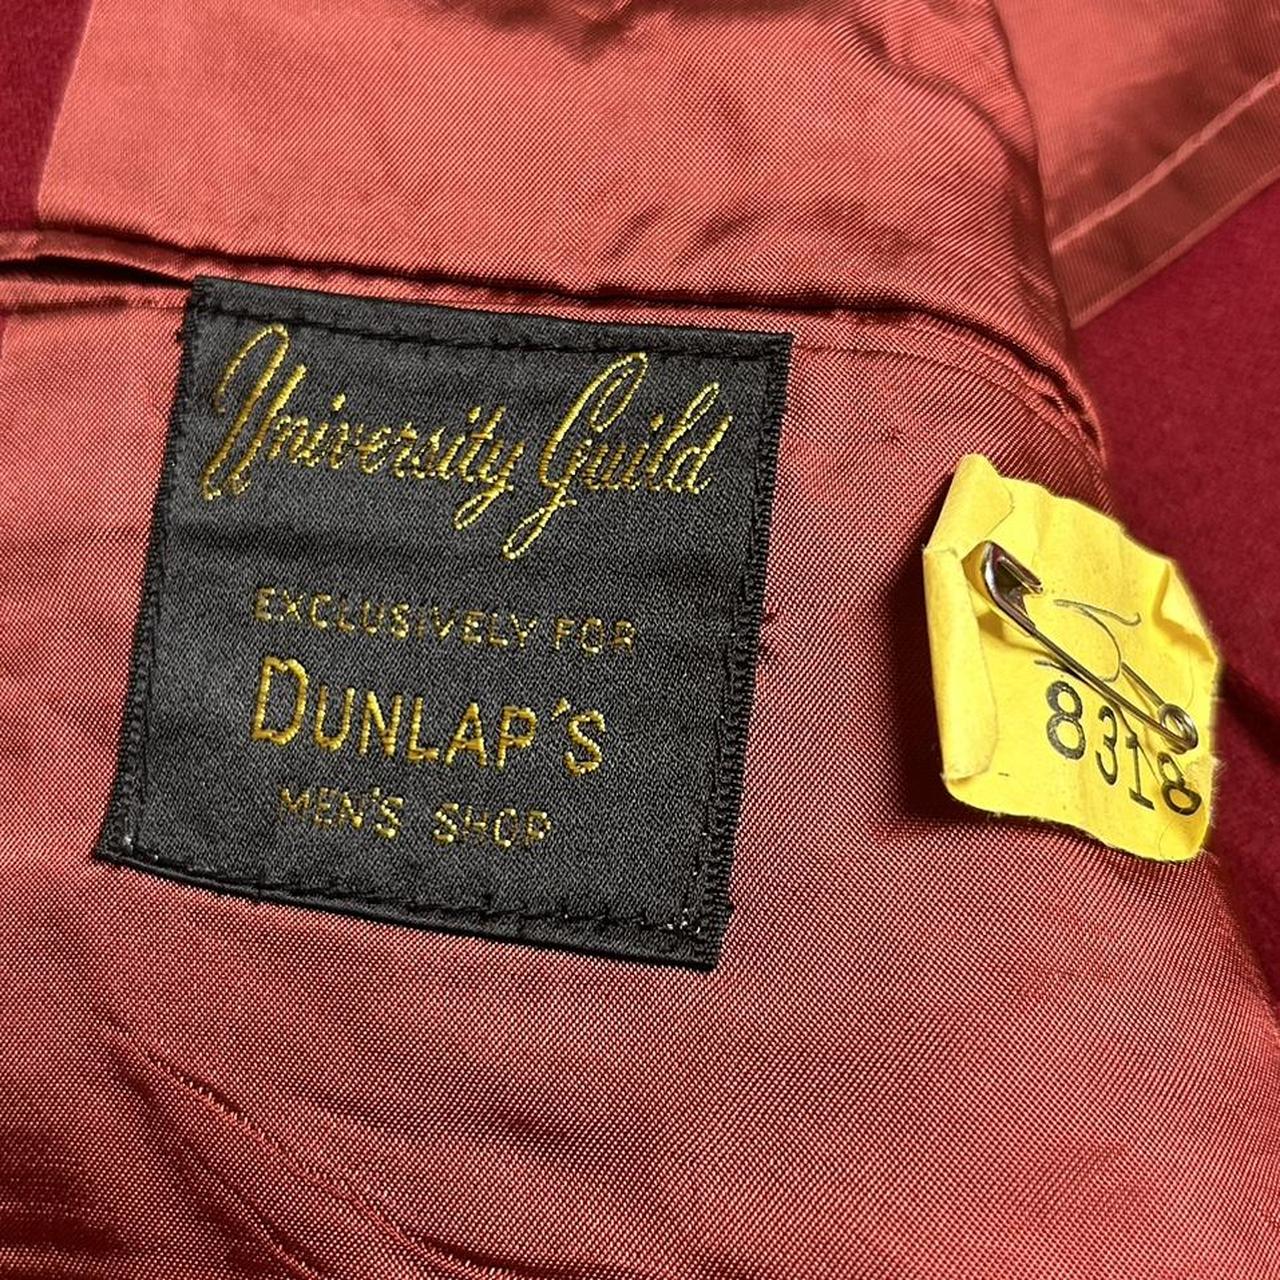 University Guild
EXCLUSIVELY FOR
DUNLAP'S
MEN'S SHOP
8318